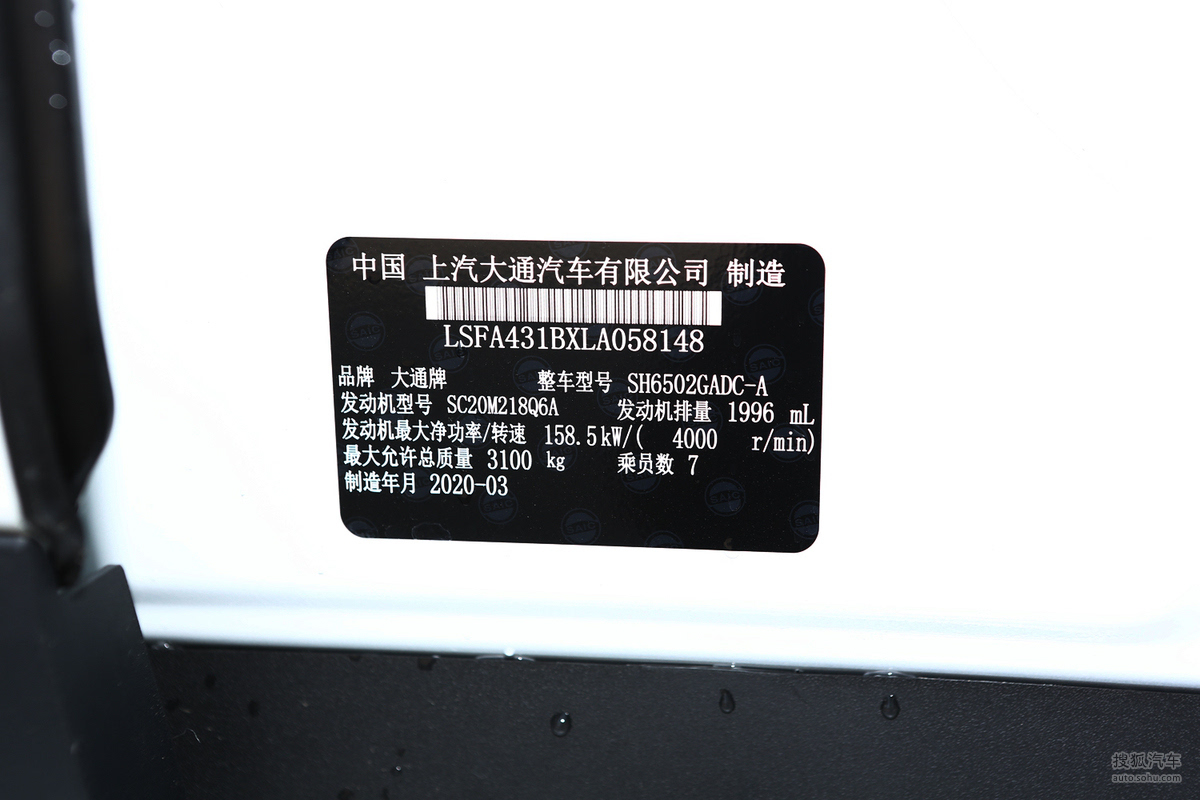 中国 上汽大通汽车有限公司 制造
LSFA431BXLA058148
品牌 大通牌 整车型号 SH6502GADC-A
发动机型号 SC20M218Q6A 发动机排量 1996 mL
发动机最大净功率/转速 158.5kW/( 4000 r/min)
最大允许总质量 3100 kg 乘员数 7
制造年月 2020-03
搜狐汽车
auto.sohu.com